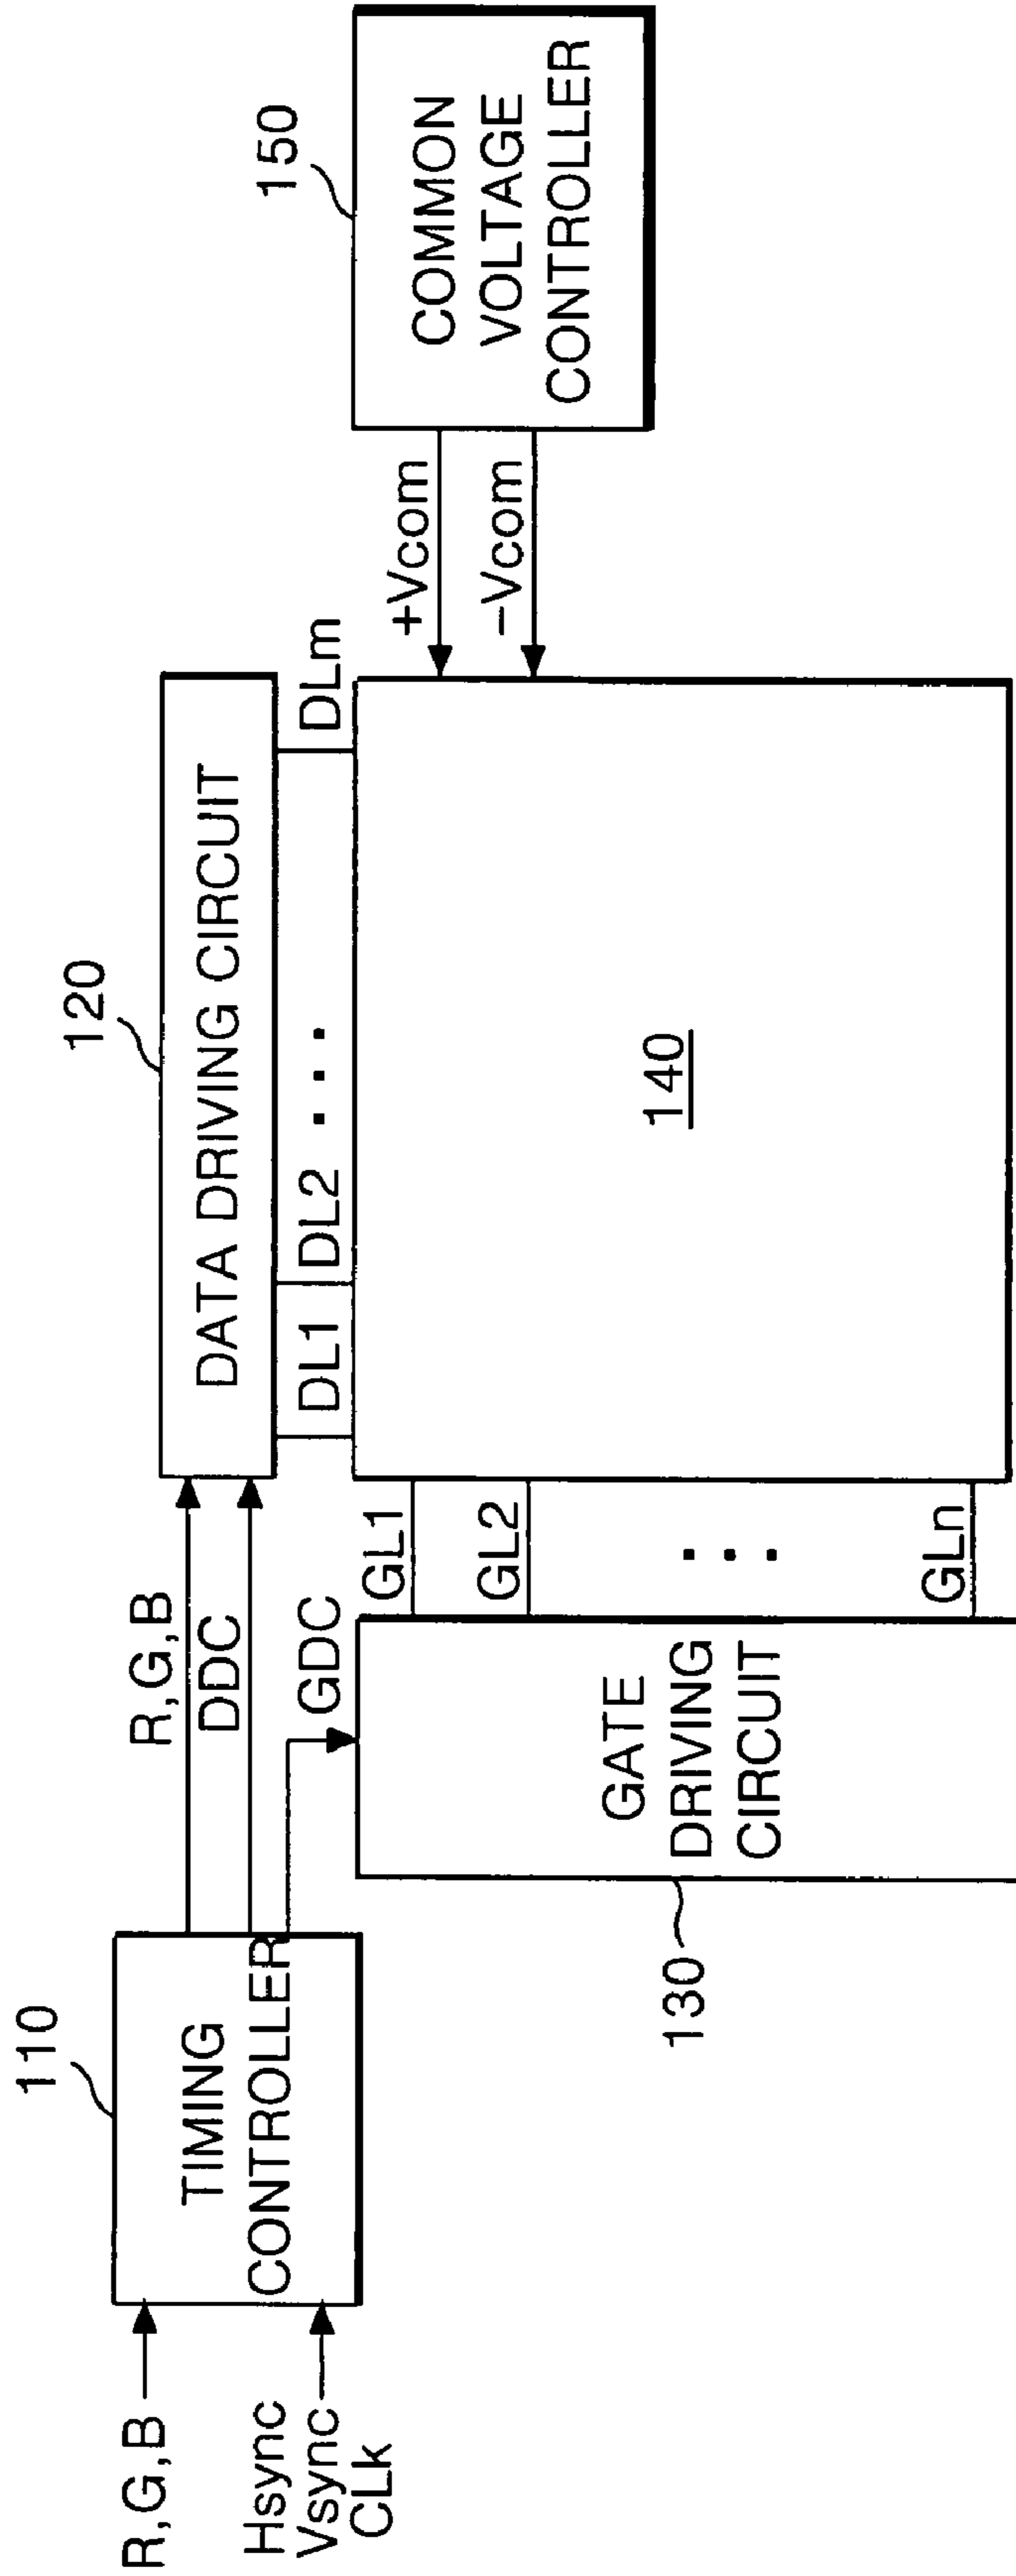 110
120
150
R,G,B
Hsync
Vsync
CLk
TIMING
CONTROLLER
R,G,B
DDC
GDC
DATA DRIVING CIRCUIT
DL1
DL2
...
DLm
130
GATE
DRIVING
CIRCUIT
GL1
GL2
...
GLn
140
+Vcom
-Vcom
COMMON
VOLTAGE
CONTROLLER